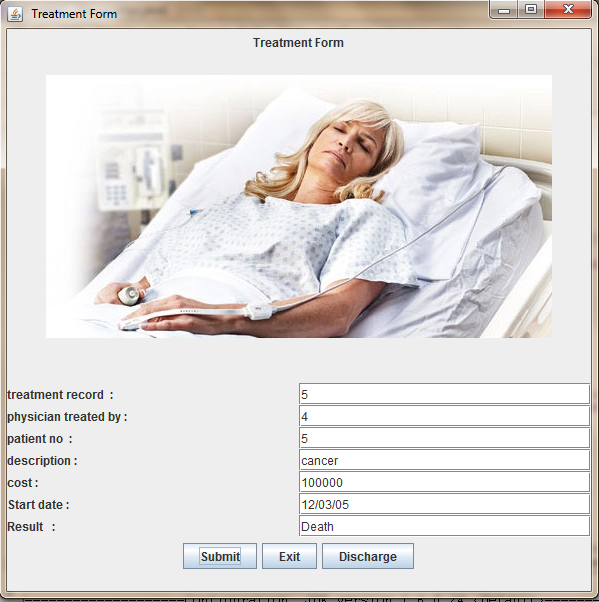 Treatment Form
Treatment Form
treatment record :
5
physician treated by :
4
patient no :
5
description :
cancer
cost :
100000
Start date :
12/03/05
Result :
Death
Submit
Exit
Discharge